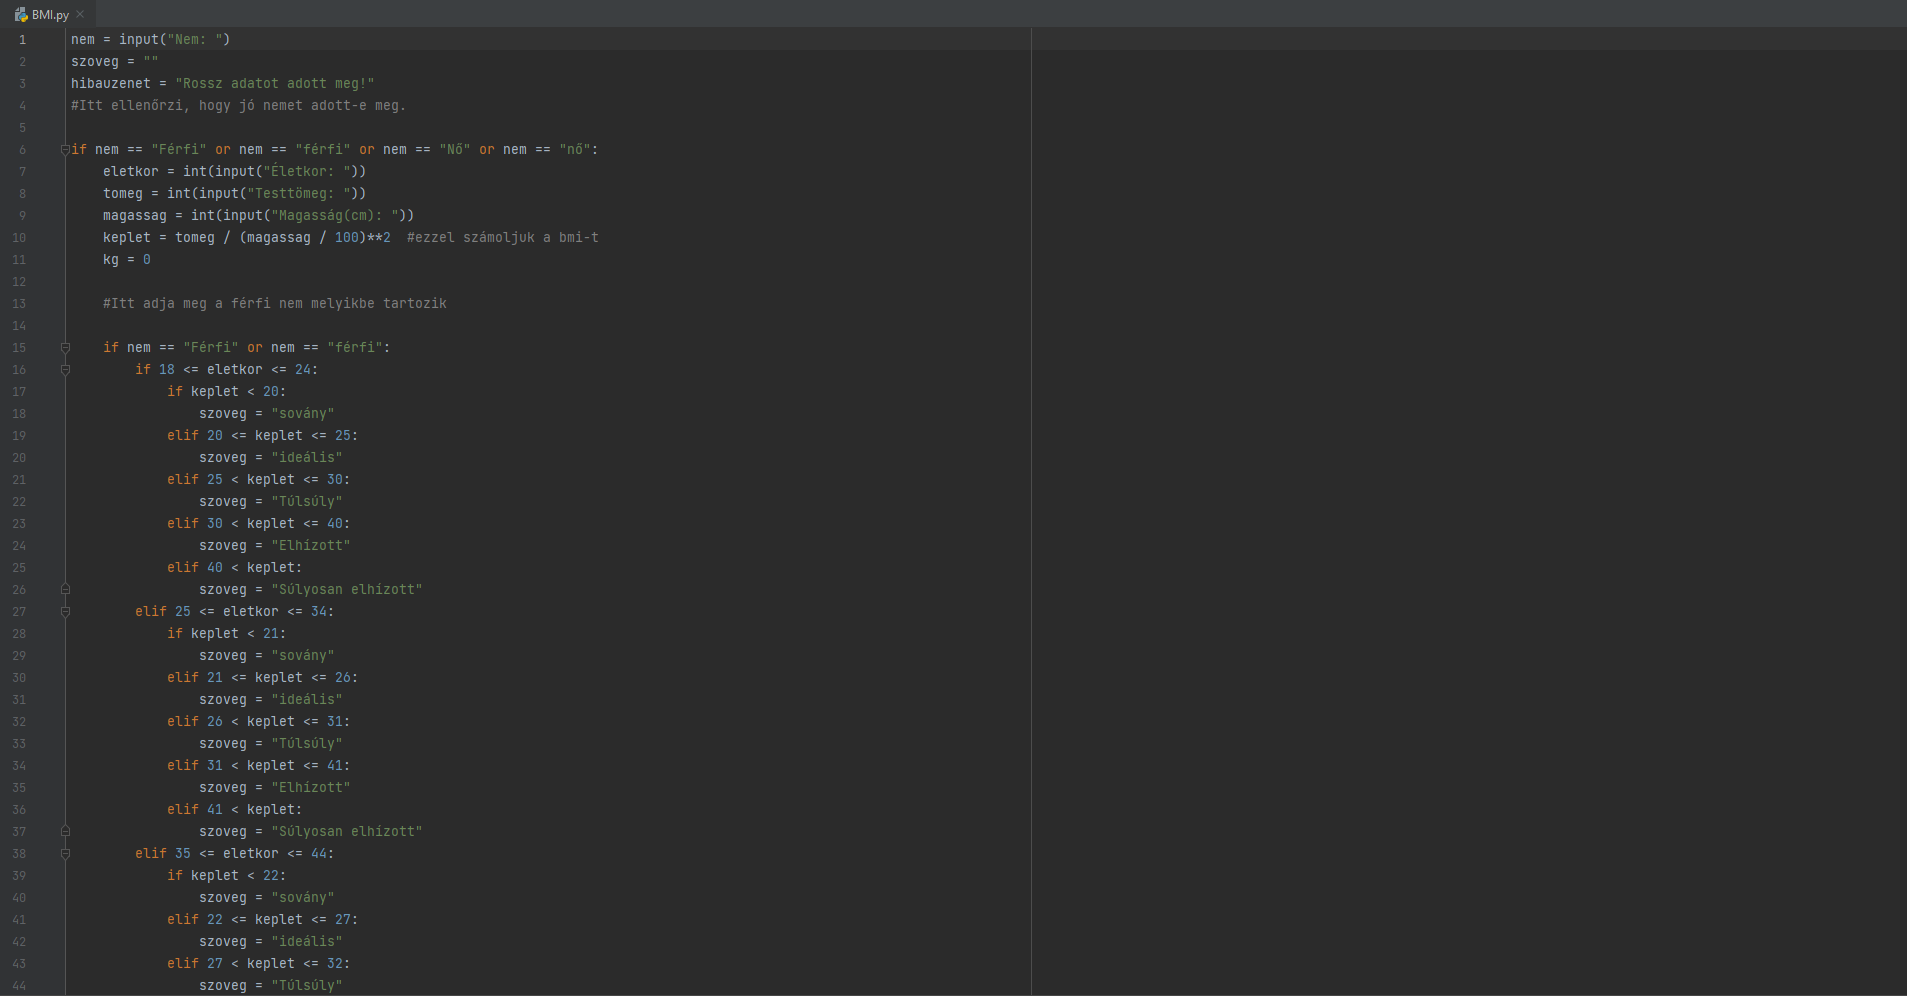 BMI.py
1 nem = input("Nem: ")
2 szoveg = ""
3 hibauzenet = "Rossz adatot adott meg!"
4 #Itt ellenőrzi, hogy jó nemet adott-e meg.
5
6 if nem == "Férfi" or nem == "férfi" or nem == "Nő" or nem == "nő":
7     eletkor = int(input("Életkor: "))
8     tomeg = int(input("Testtömeg: "))
9     magassag = int(input("Magasság(cm): "))
10     keplet = tomeg / (magassag / 100)**2  #ezzel számoljuk a bmi-t
11     kg = 0
12
13     #Itt adja meg a férfi nem melyikbe tartozik
14
15     if nem == "Férfi" or nem == "férfi":
16         if 18 <= eletkor <= 24:
17             if keplet < 20:
18                 szoveg = "sovány"
19             elif 20 <= keplet <= 25:
20                 szoveg = "ideális"
21             elif 25 < keplet <= 30:
22                 szoveg = "Túlsúly"
23             elif 30 < keplet <= 40:
24                 szoveg = "Elhízott"
25             elif 40 < keplet:
26                 szoveg = "Súlyosan elhízott"
27         elif 25 <= eletkor <= 34:
28             if keplet < 21:
29                 szoveg = "sovány"
30             elif 21 <= keplet <= 26:
31                 szoveg = "ideális"
32             elif 26 < keplet <= 31:
33                 szoveg = "Túlsúly"
34             elif 31 < keplet <= 41:
35                 szoveg = "Elhízott"
36             elif 41 < keplet:
37                 szoveg = "Súlyosan elhízott"
38         elif 35 <= eletkor <= 44:
39             if keplet < 22:
40                 szoveg = "sovány"
41             elif 22 <= keplet <= 27:
42                 szoveg = "ideális"
43             elif 27 < keplet <= 32:
44                 szoveg = "Túlsúly"